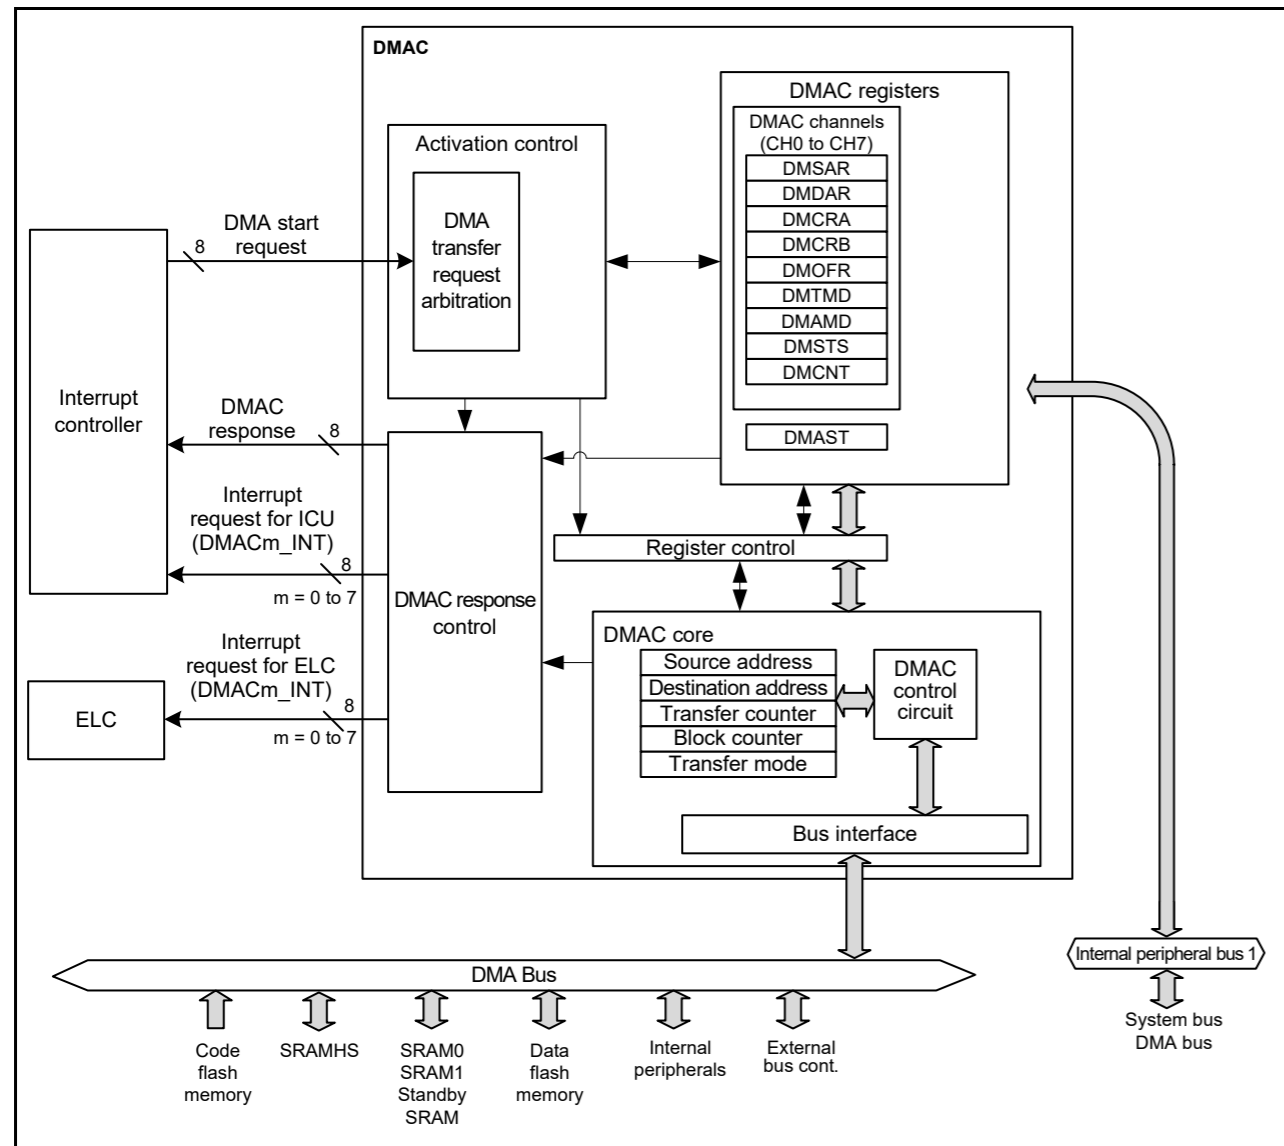 DMAC
DMAC registers
DMAC channels
(CH0 to CH7)
DMSAR
DMDAR
DMCRA
DMCRB
DMOFR
DMTMD
DMAMD
DMSTS
DMCNT
DMAST
Activation control
DMA
transfer
request
arbitration
DMA start
request
8
Interrupt
controller
DMAC
response
8
Interrupt
request for ICU
(DMACm_INT)
8
m = 0 to 7
DMAC response
control
Register control
Interrupt
request for ELC
(DMACm_INT)
8
m = 0 to 7
ELC
DMAC core
Source address
Destination address
Transfer counter
Block counter
Transfer mode
DMAC
control
circuit
Bus interface
DMA Bus
Internal peripheral bus 1
System bus
DMA bus
Code
flash
memory
SRAMHS
SRAM0
SRAM1
Standby
SRAM
Data
flash
memory
Internal
peripherals
External
bus cont.